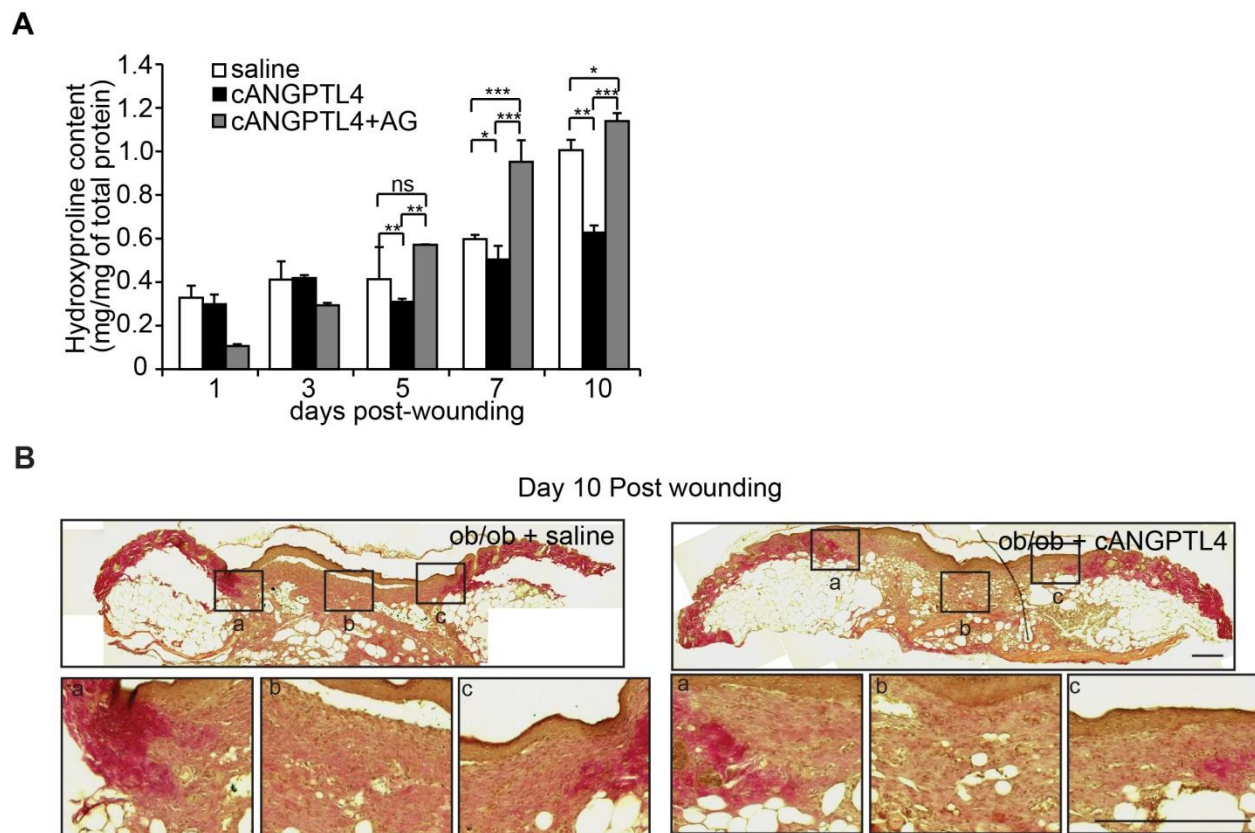 A
Hydroxyproline content
(mg/mg of total protein)
1.4
1.2
1.0
0.8
0.6
0.4
0.2
0
saline
cANGPTL4
cANGPTL4+AG
ns
**
**
***
*
***
*
**
***
1
3
5
7
10
days post-wounding
B
Day 10 Post wounding
ob/ob + saline
a
b
c
ob/ob + cANGPTL4
a
b
c
a
b
c
a
b
c